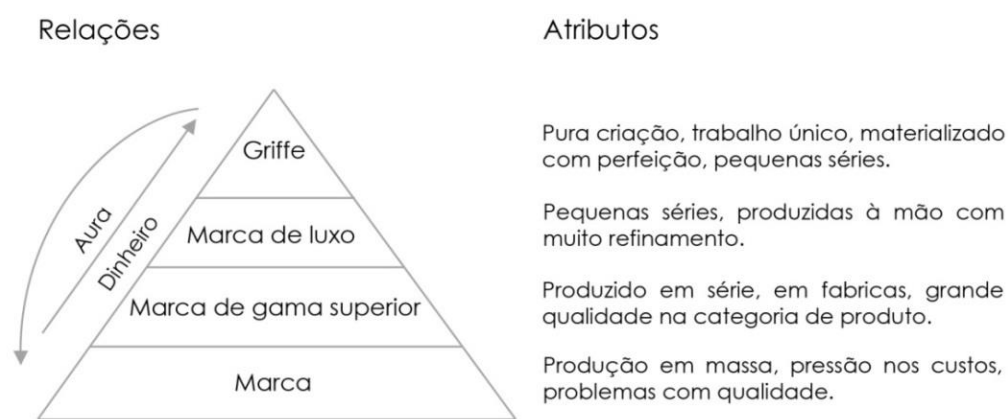 Relações
Atributos
Aura
Dinheiro
Griffe
Pura criação, trabalho único, materializado
com perfeição, pequenas séries.
Marca de luxo
Pequenas séries, produzidas à mão com
muito refinamento.
Marca de gama superior
Produzido em série, em fabricas, grande
qualidade na categoria de produto.
Marca
Produção em massa, pressão nos custos,
problemas com qualidade.